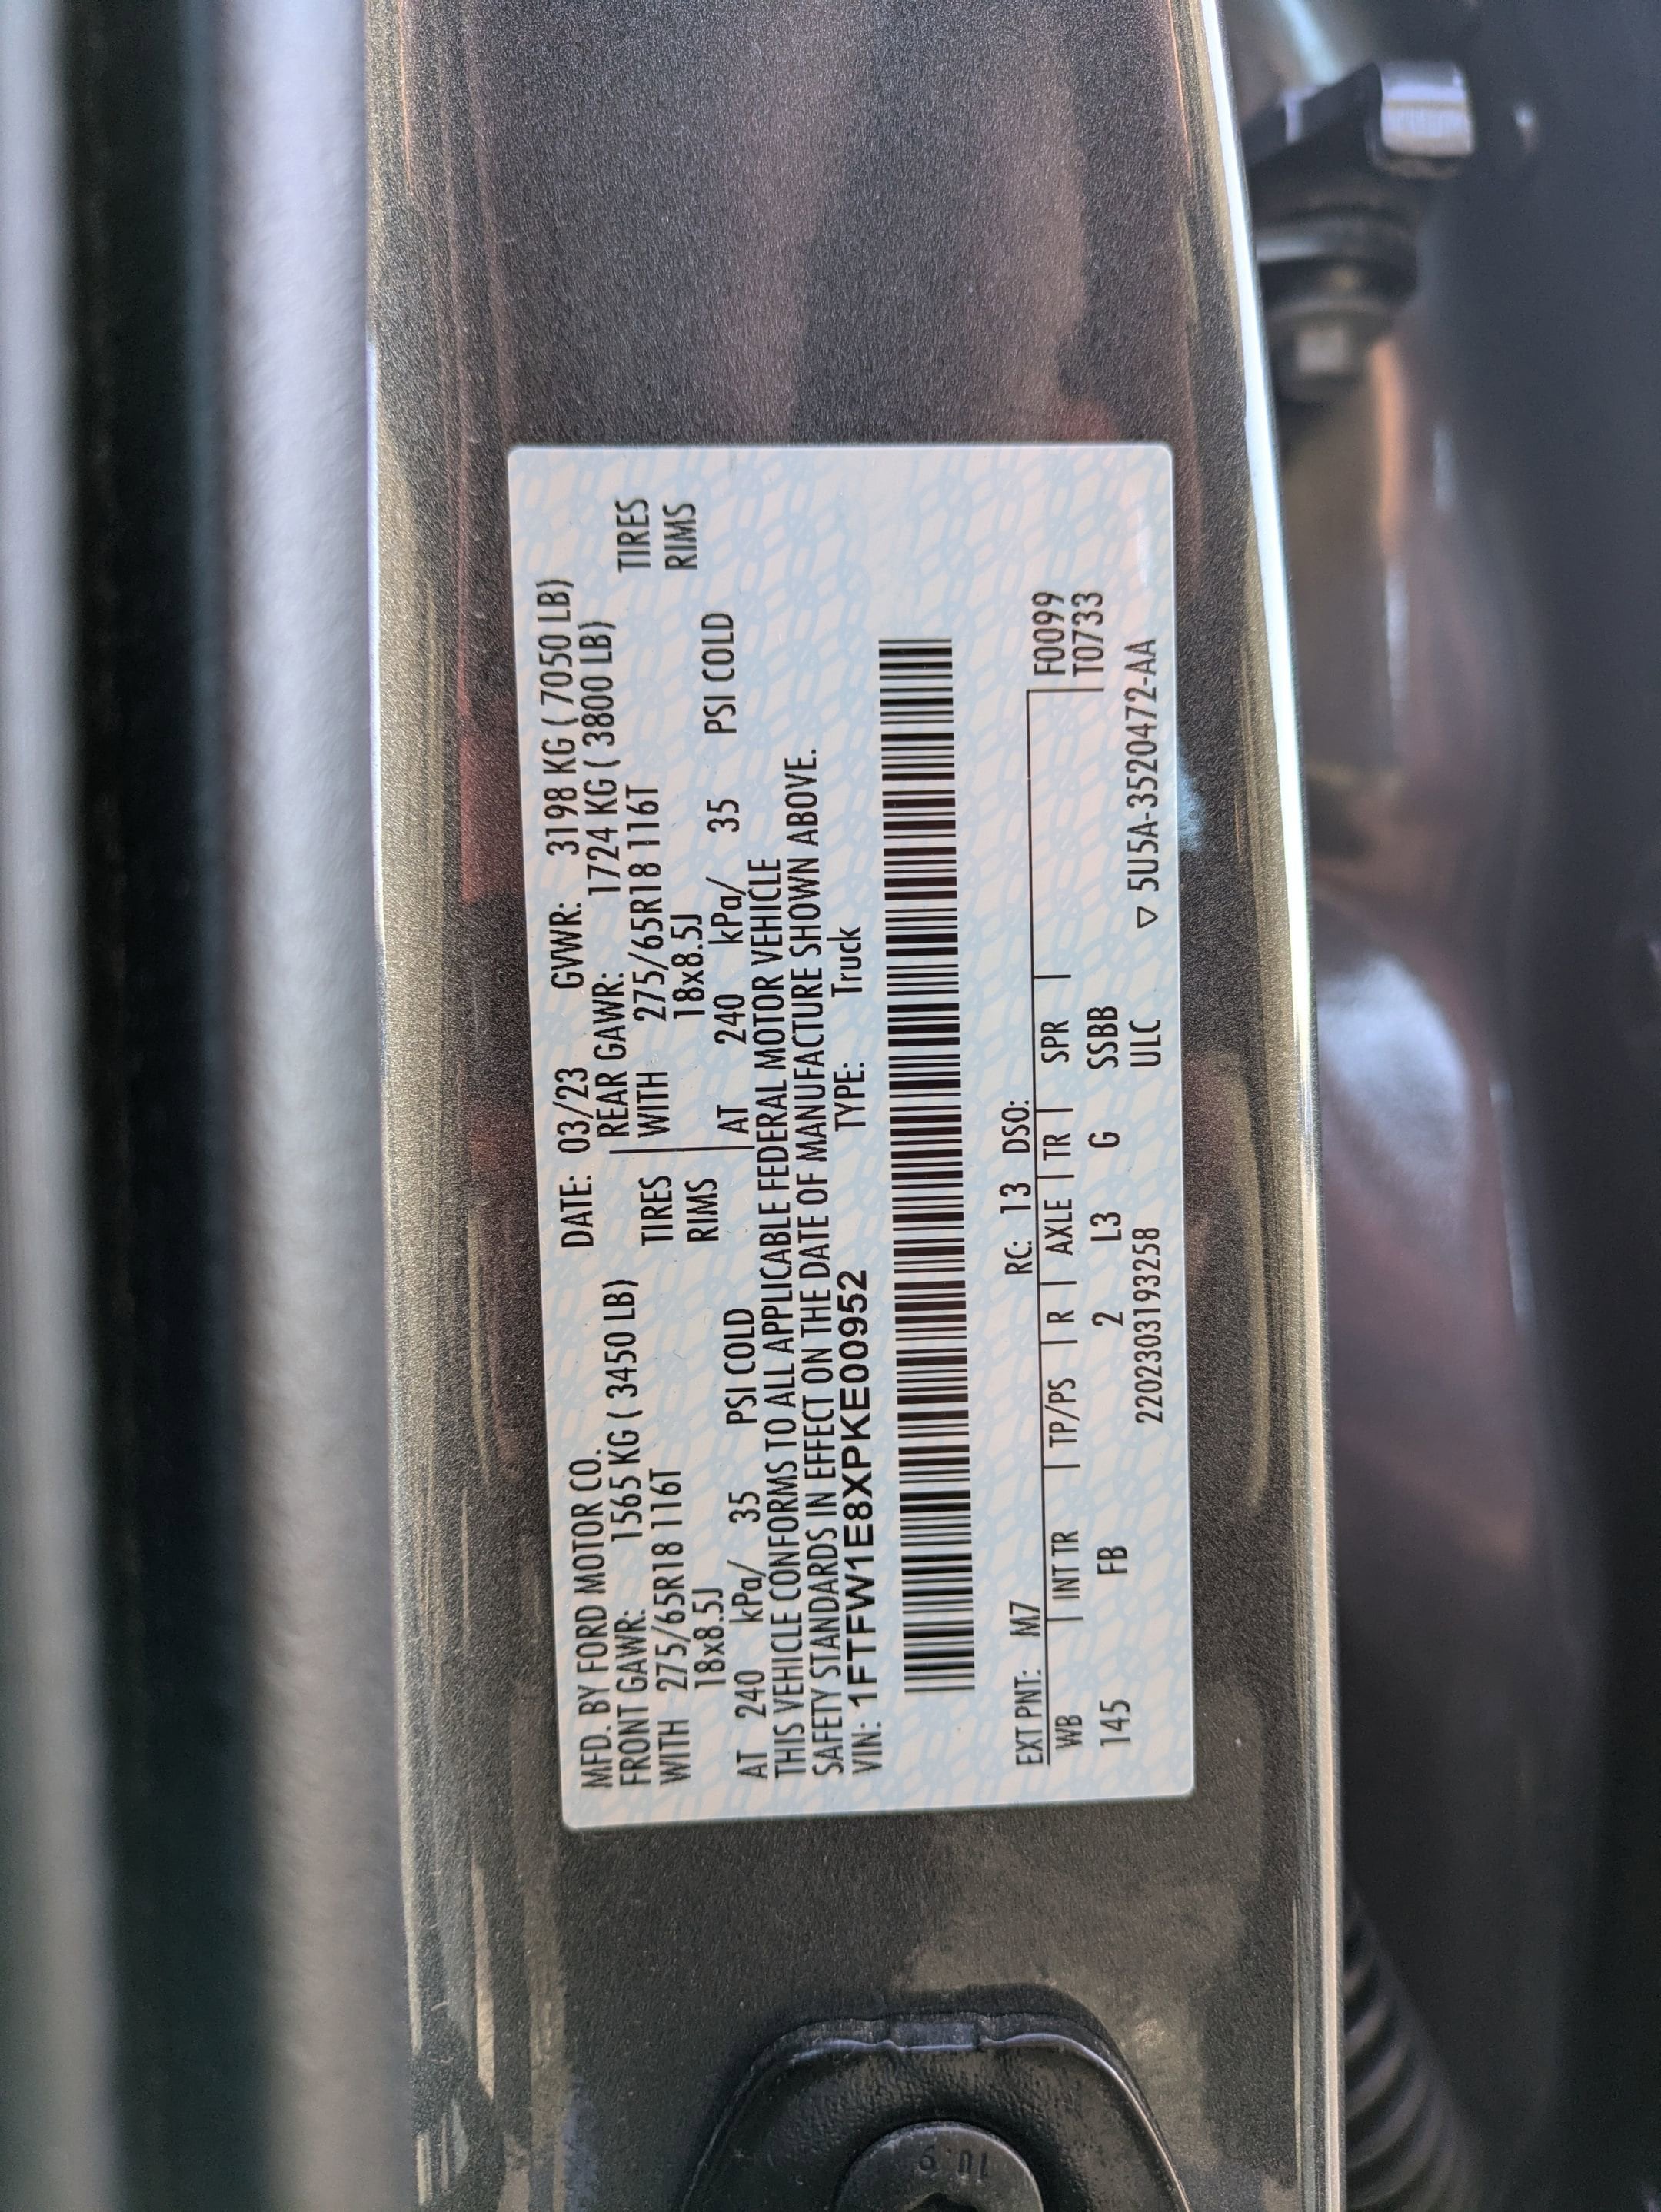 MFD. BY FORD MOTOR CO. DATE: 03/23 GVWR: 3198 KG ( 7050 LB)
FRONT GAWR: 1565 KG ( 3450 LB) REAR GAWR: 1724 KG ( 3800 LB)
WITH 275/65R18 116T TIRES WITH 275/65R18 116T TIRES
18x8.5J RIMS 18x8.5J RIMS
AT 240 kPa/ 35 PSI COLD AT 240 kPa/ 35 PSI COLD
THIS VEHICLE CONFORMS TO ALL APPLICABLE FEDERAL MOTOR VEHICLE
SAFETY STANDARDS IN EFFECT ON THE DATE OF MANUFACTURE SHOWN ABOVE.
VIN: 1FTFW1E8XPKE00952 TYPE: Truck
EXT PNT: M7 RC: 13 DSO: F0099
WB INT TR TP/PS R AXLE TR SPR T0733
145 FB 2 L3 G SSBB
2202303193258 ULC ▽ 5U5A-3520472-AA
10.9